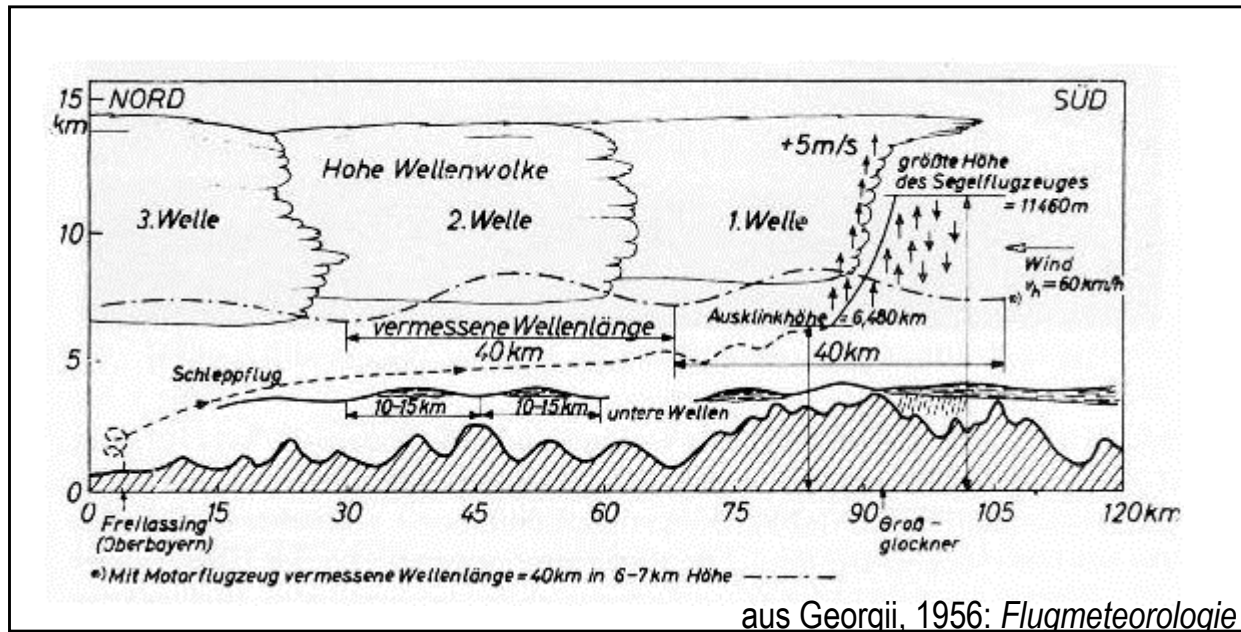 15
km
NORD
SÜD
+5m/s
größte Höhe
des Segelflugzeuges
= 11460m
Hohe Wellenwolke
3.Welle
2.Welle
1.Welle
10
Wind
*)
vh=60km/h
Ausklinkhöhe = 6,480km
vermessene Wellenlänge
40km
40km
5
Schleppflug
10-15km
10-15km
untere Wellen
0
0
15
30
45
60
75
90
105
120km
Freilassing
(Oberbayern)
Groß-
glockner
*) Mit Motorflugzeug vermessene Wellenlänge = 40km in 6-7km Höhe
aus Georgii, 1956: Flugmeteorologie